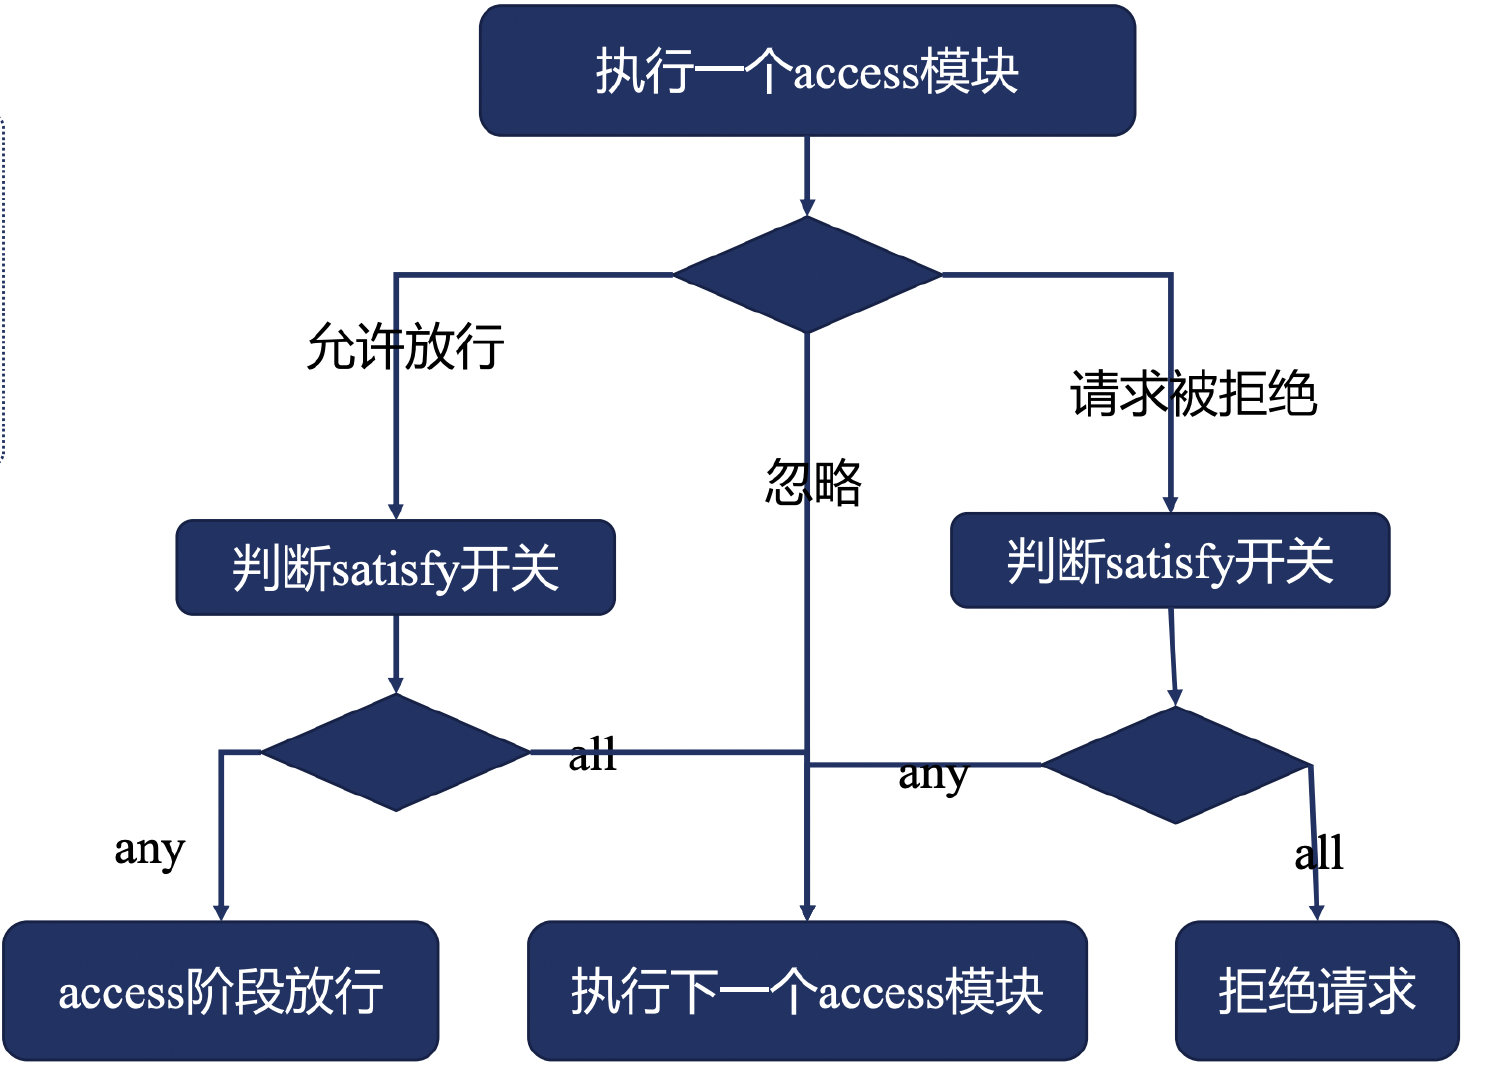 执行一个access模块
允许放行
请求被拒绝
忽略
判断satisfy开关
判断satisfy开关
all
any
any
all
access阶段放行
执行下一个access模块
拒绝请求